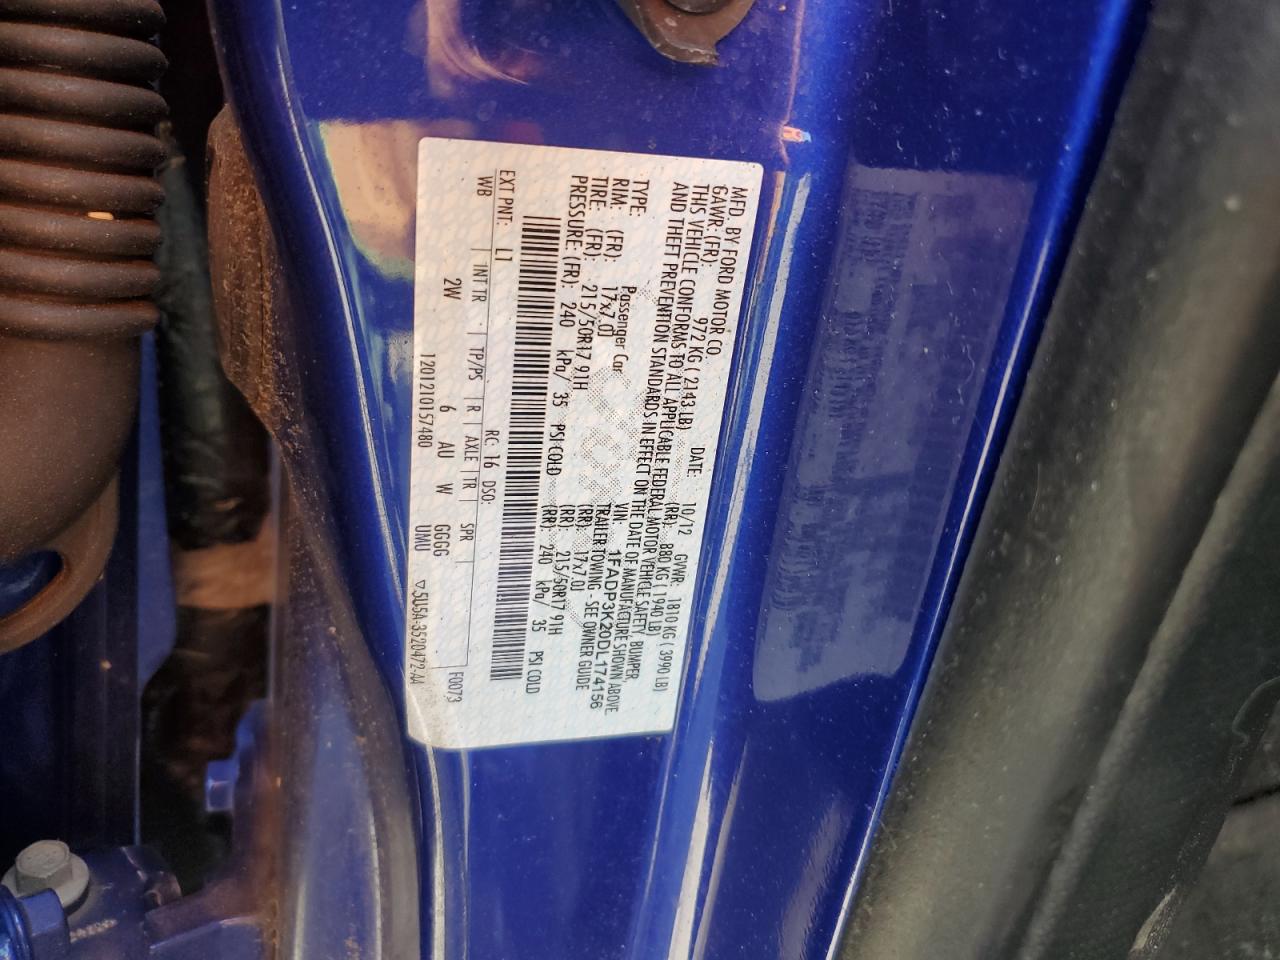 MFD. BY FORD MOTOR CO.
DATE: 10/12 GVWR: 1810 KG ( 3990 LB)
GAWR: (FR): 972 KG ( 2143 LB) (RR): 880 KG ( 1940 LB)
THIS VEHICLE CONFORMS TO ALL APPLICABLE FEDERAL MOTOR VEHICLE SAFETY, BUMPER,
AND THEFT PREVENTION STANDARDS IN EFFECT ON THE DATE OF MANUFACTURE SHOWN ABOVE
VIN: 1FADP3K20DL174156
TYPE: Passenger Car TRAILER TOWING - SEE OWNER GUIDE
RIM: (FR): 17x7.0J (RR): 17x7.0J
TIRE: (FR): 215/50R17 91H (RR): 215/50R17 91H
PRESSURE: (FR): 240 kPa/ 35 PSI COLD (RR): 240 kPa/ 35 PSI COLD
EXT PNT: L1 RC: 16 DSO: F0073
WB INT TR TP/PS R AXLE TR SPR
2W 6 AU W GGGG
UMU
1201210157480 ▽5U5A-3520472-AA